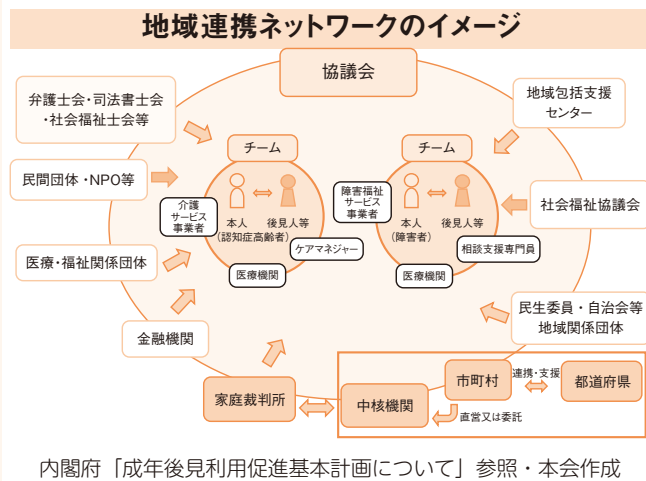 地域連携ネットワークのイメージ
協議会
弁護士会・司法書士会
・社会福祉士会等
地域包括支援
センター
チーム
チーム
民間団体・NPO等
介護
サービス
事業者
本人
(認知症高齢者)
後見人等
ケアマネジャー
医療機関
障害福祉
サービス
事業者
本人
(障害者)
後見人等
相談支援専門員
医療機関
社会福祉協議会
医療・福祉関係団体
金融機関
民生委員・自治会等
地域関係団体
家庭裁判所
中核機関
市町村
連携・支援
都道府県
直営又は委託
内閣府「成年後見利用促進基本計画について」参照・本会作成